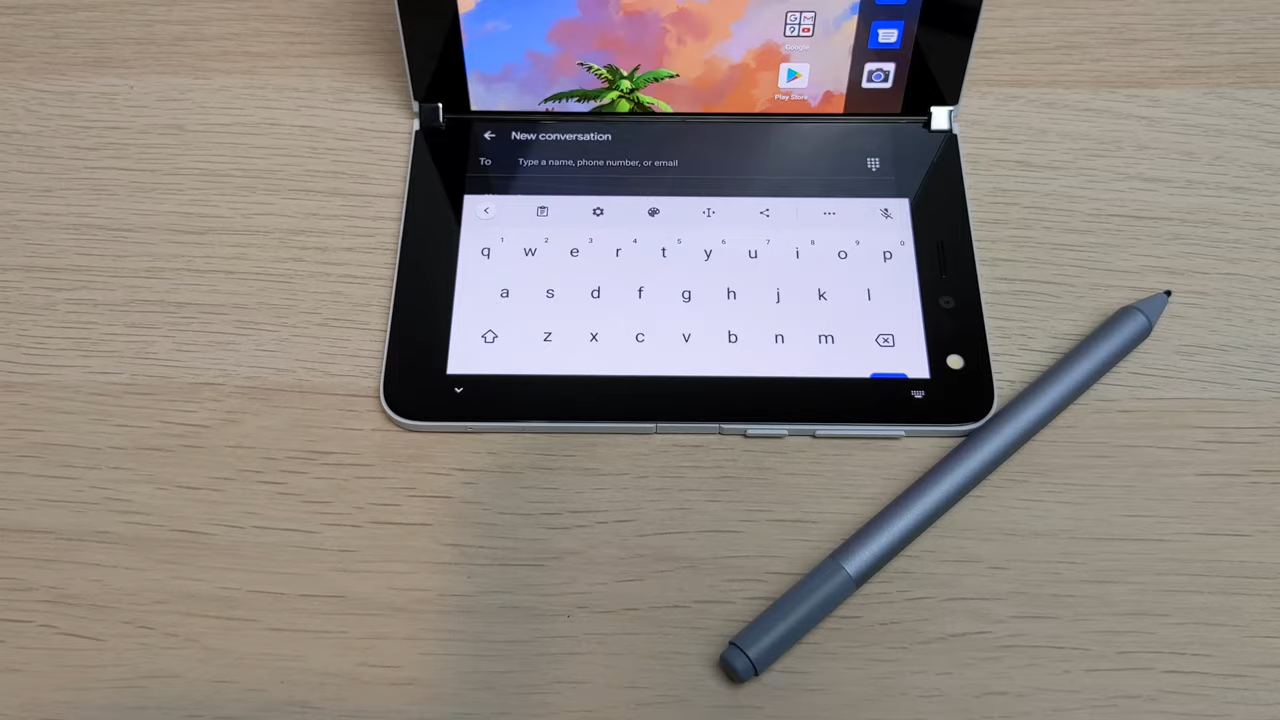 Google
Play Store
New conversation
To Type a name, phone number, or email
1 2 3 4 5 6 7 8 9 0
q w e r t y u i o p
a s d f g h j k l
z x c v b n m